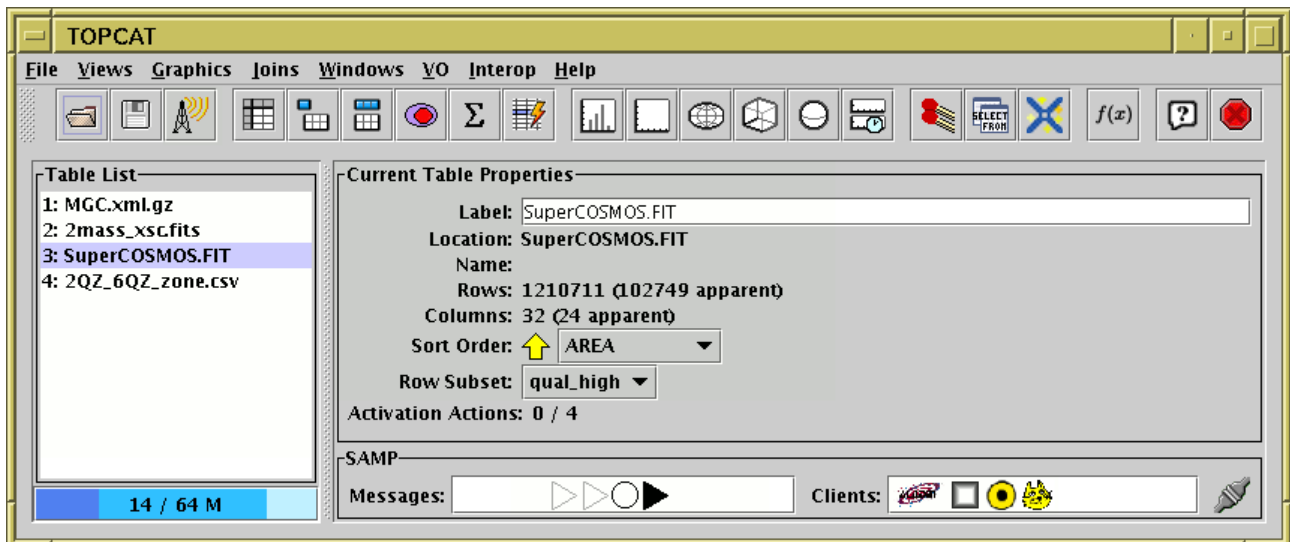 TOPCAT
File Views Graphics Joins Windows VO Interop Help
Σ SELECT FROM f(x) ?
Table List
1: MGC.xml.gz
2: 2mass_xsc.fits
3: SuperCOSMOS.FIT
4: 2QZ_6QZ_zone.csv
14 / 64 M
Current Table Properties
Label: SuperCOSMOS.FIT
Location: SuperCOSMOS.FIT
Name:
Rows: 1210711 (102749 apparent)
Columns: 32 (24 apparent)
Sort Order: AREA
Row Subset: qual_high
Activation Actions: 0 / 4
SAMP
Messages:
Clients: